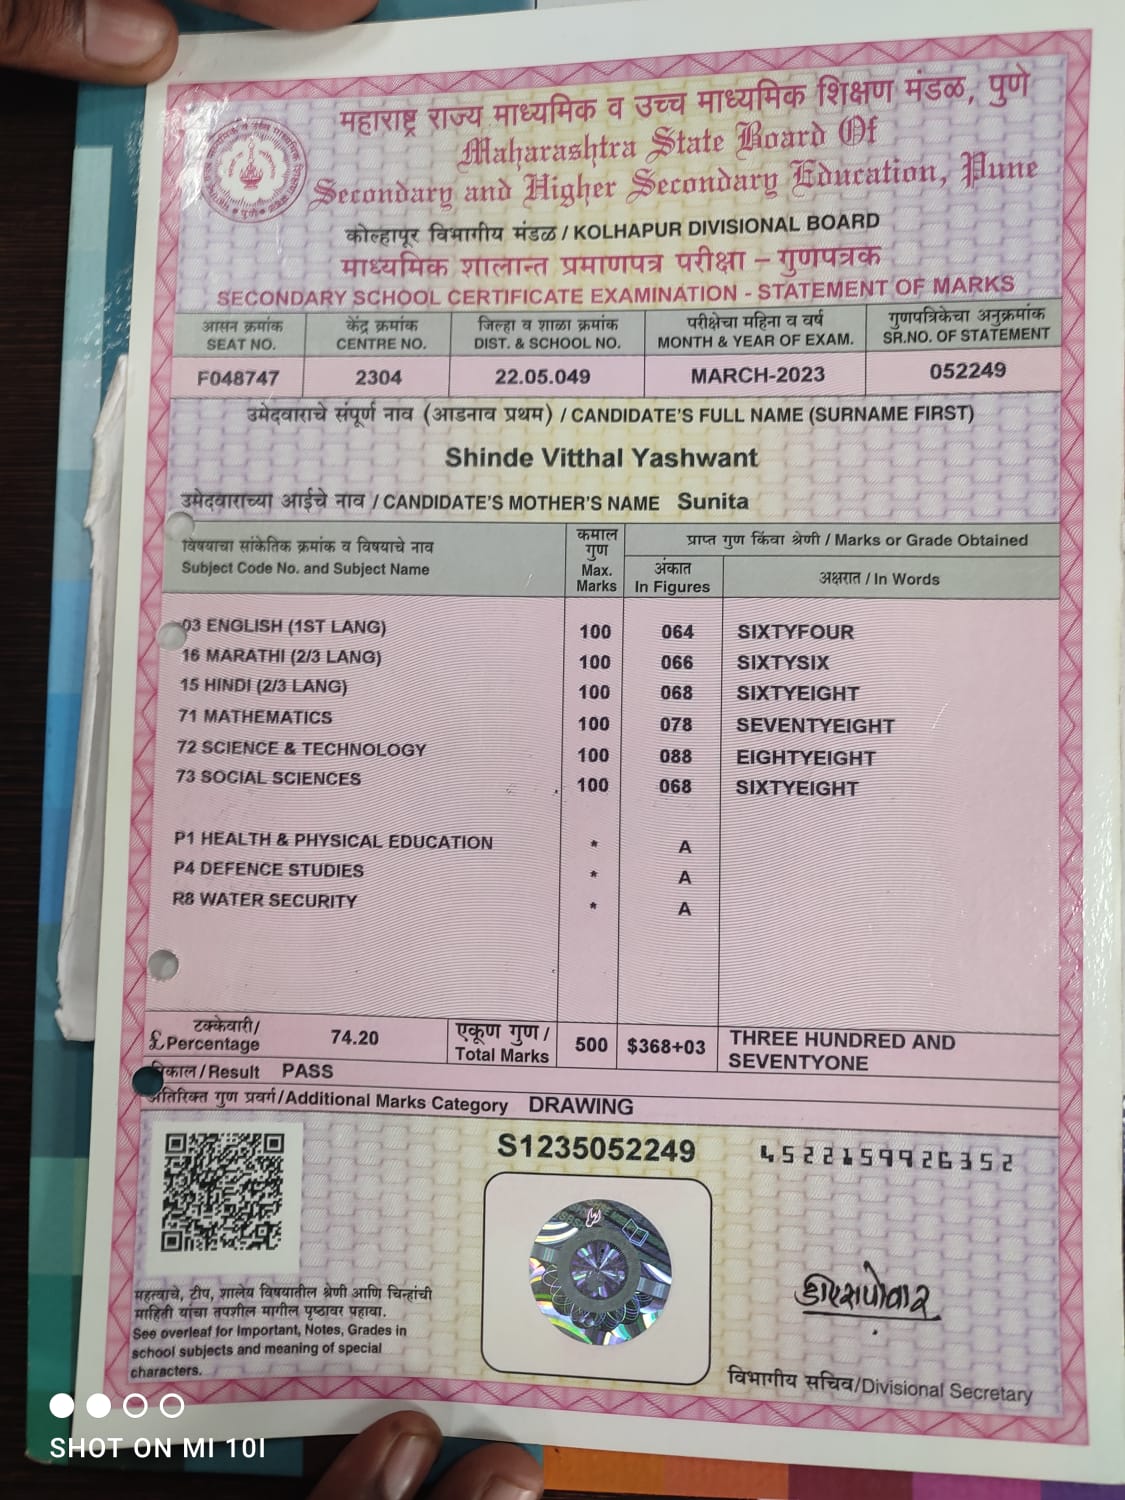 महाराष्ट्र राज्य माध्यमिक व उच्च माध्यमिक शिक्षण मंडळ, पुणे
Maharashtra State Board Of
Secondary and Higher Secondary Education, Pune
कोल्हापूर विभागीय मंडळ / KOLHAPUR DIVISIONAL BOARD
माध्यमिक शालान्त प्रमाणपत्र परीक्षा – गुणपत्रक
SECONDARY SCHOOL CERTIFICATE EXAMINATION - STATEMENT OF MARKS
आसन क्रमांक केंद्र क्रमांक जिल्हा व शाळा क्रमांक परीक्षेचा महिना व वर्ष गुणपत्रिकेचा अनुक्रमांक
SEAT NO. CENTRE NO. DIST. & SCHOOL NO. MONTH & YEAR OF EXAM. SR.NO. OF STATEMENT
F048747 2304 22.05.049 MARCH-2023 052249
उमेदवाराचे संपूर्ण नाव (आडनाव प्रथम) / CANDIDATE'S FULL NAME (SURNAME FIRST)
Shinde Vitthal Yashwant
उमेदवाराच्या आईचे नाव / CANDIDATE'S MOTHER'S NAME Sunita
विषयाचा सांकेतिक क्रमांक व विषयाचे नाव
Subject Code No. and Subject Name
कमाल
गुण
Max.
Marks
प्राप्त गुण किंवा श्रेणी / Marks or Grade Obtained
अंकात
In Figures
अक्षरात / In Words
03 ENGLISH (1ST LANG) 100 064 SIXTYFOUR
16 MARATHI (2/3 LANG) 100 066 SIXTYSIX
15 HINDI (2/3 LANG) 100 068 SIXTYEIGHT
71 MATHEMATICS 100 078 SEVENTYEIGHT
72 SCIENCE & TECHNOLOGY 100 088 EIGHTYEIGHT
73 SOCIAL SCIENCES 100 068 SIXTYEIGHT
P1 HEALTH & PHYSICAL EDUCATION * A
P4 DEFENCE STUDIES * A
R8 WATER SECURITY * A
टक्केवारी/
£Percentage 74.20
एकूण गुण /
Total Marks 500 $368+03
THREE HUNDRED AND
SEVENTYONE
निकाल / Result PASS
अतिरिक्त गुण प्रवर्ग/Additional Marks Category DRAWING
S1235052249
4522159926352
महत्वाचे, टीप, शालेय विषयातील श्रेणी आणि चिन्हांची
माहिती यांचा तपशील मागील पृष्ठावर पहावा.
See overleaf for Important, Notes, Grades in
school subjects and meaning of special
characters.
विभागीय सचिव/Divisional Secretary
SHOT ON MI 10I